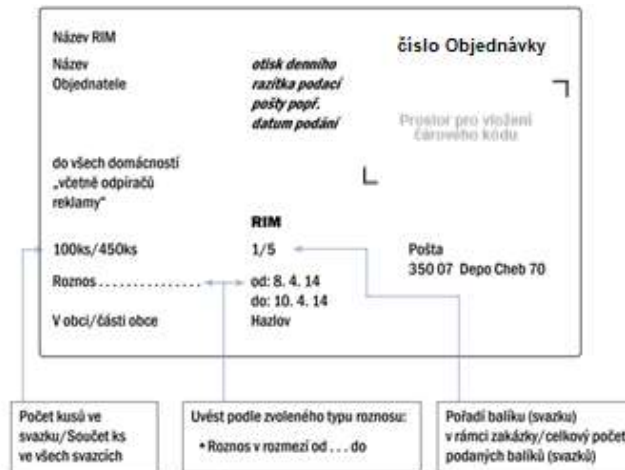 Název RIM
číslo Objednávky
Název
Objednatele
otisk denního
razítka podací
pošty popř.
datum podání
Prostor pro vložení
čárového kódu
do všech domácností
„včetně odpíračů
reklamy"
RIM
100ks/450ks
1/5
Pošta
350 07 Depo Cheb 70
Roznos ................
od: 8. 4. 14
do: 10. 4. 14
V obci/části obce
Hazlov
Počet kusů ve
svazku/Součet ks
ve všech svazcích
Uvést podle zvoleného typu roznosu:
• Roznos v rozmezí od . . . do
Pořadí balíku (svazku)
v rámci zakázky/celkový počet
podaných balíků (svazků)